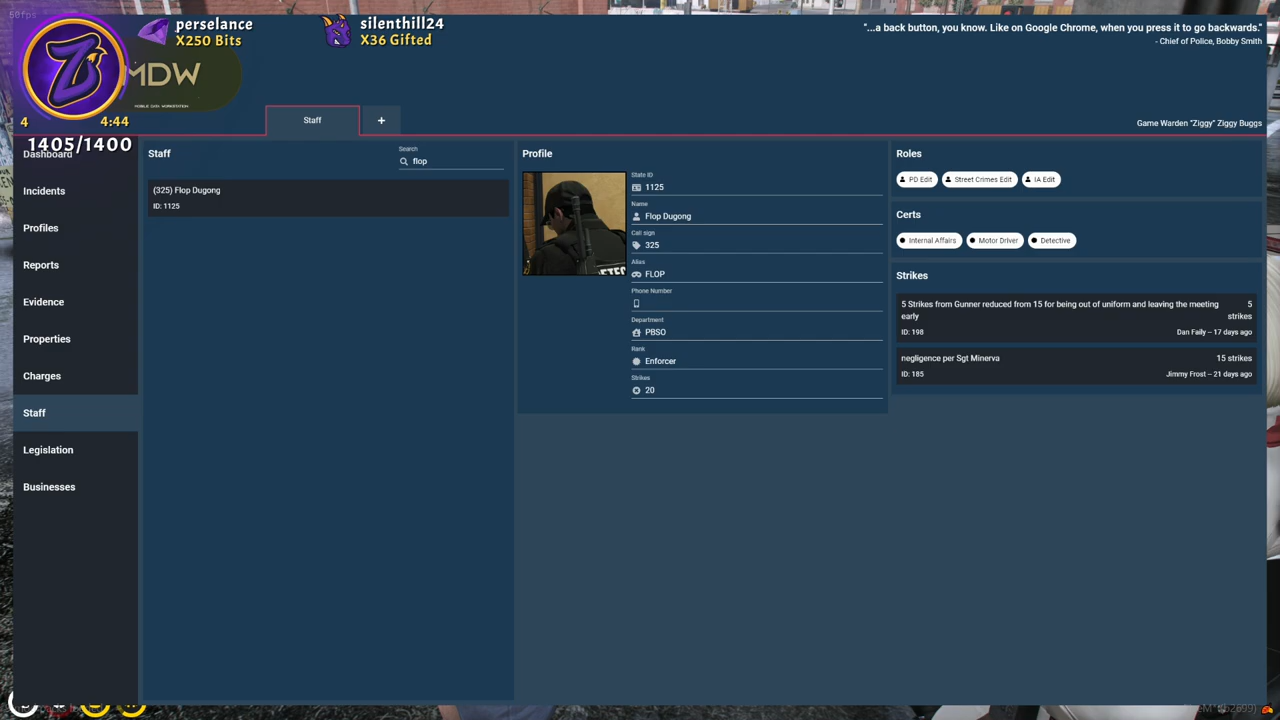 50fps
perselance
X250 Bits
silenthill24
X36 Gifted
"...a back button, you know. Like on Google Chrome, when you press it to go backwards."
- Chief of Police, Bobby Smith
MDW
MOBILE DATA WORKSTATION
4
4:44
Staff
+
Game Warden "Ziggy" Ziggy Buggs
1405/1400
Dashboard
Incidents
Profiles
Reports
Evidence
Properties
Charges
Staff
Legislation
Businesses
Staff
Search
flop
(325) Flop Dugong
ID: 1125
Profile
State ID
1125
Name
Flop Dugong
Call sign
325
Alias
FLOP
Phone Number
Department
PBSO
Rank
Enforcer
Strikes
20
Roles
PD Edit
Street Crimes Edit
IA Edit
Certs
Internal Affairs
Motor Driver
Detective
Strikes
5 Strikes from Gunner reduced from 15 for being out of uniform and leaving the meeting early
5 strikes
ID: 198
Dan Faily – 17 days ago
negligence per Sgt Minerva
15 strikes
ID: 185
Jimmy Frost – 21 days ago